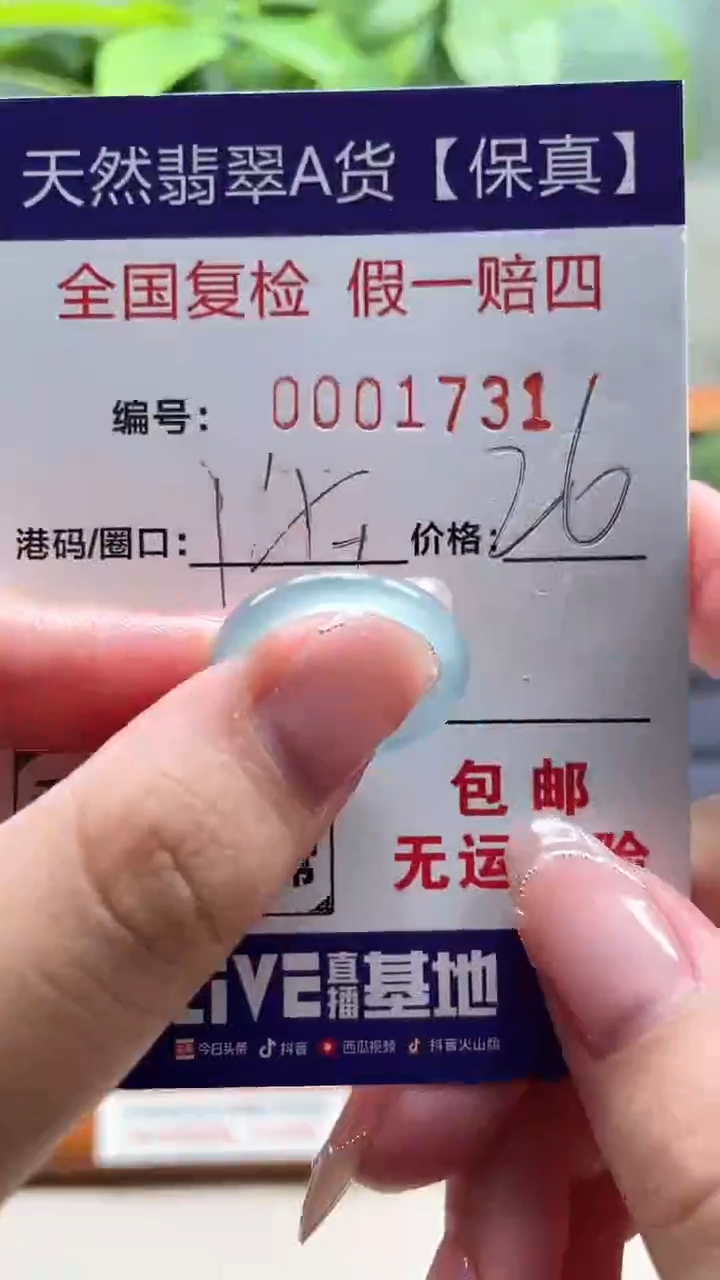 天然翡翠A货【保真】
全国复检 假一赔四
编号: 0001731
港码/圈口: 价格: 26
包邮
无运 险
LiVE直播基地
今日头条 抖音 西瓜视频 抖音火山版